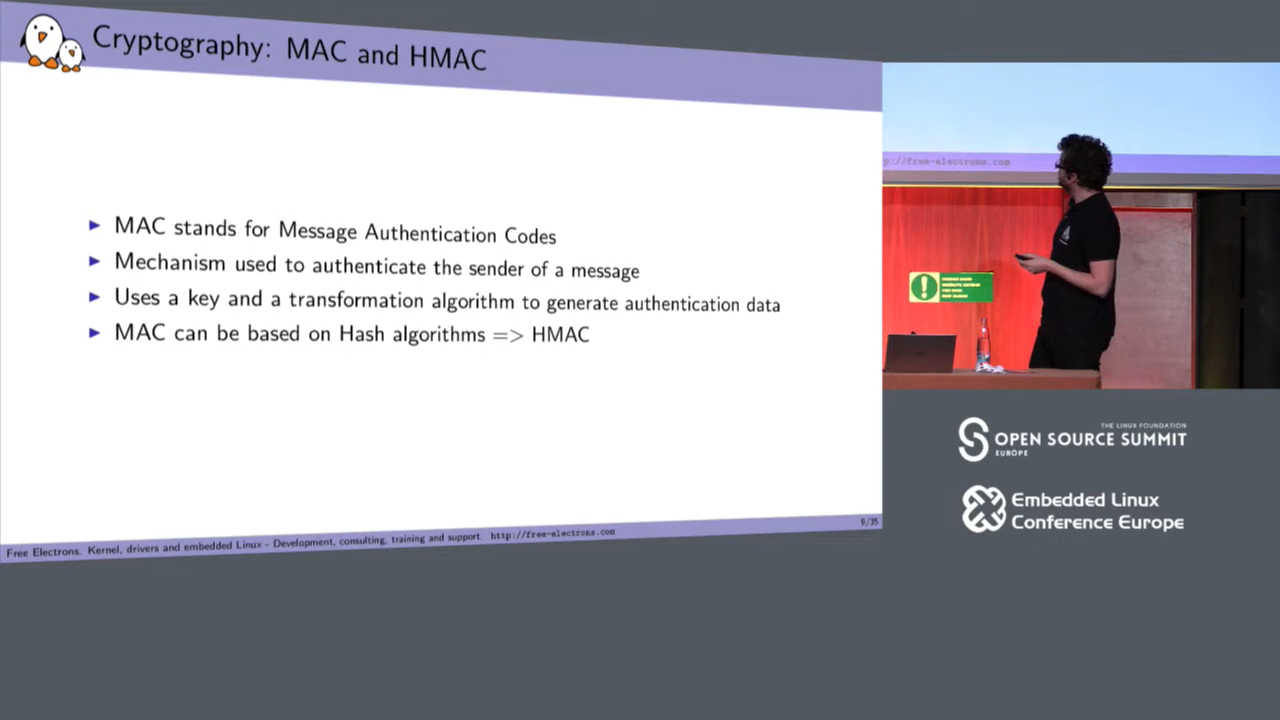 Cryptography: MAC and HMAC
MAC stands for Message Authentication Codes
Mechanism used to authenticate the sender of a message
Uses a key and a transformation algorithm to generate authentication data
MAC can be based on Hash algorithms => HMAC
9/35
Free Electrons. Kernel, drivers and embedded Linux - Development, consulting, training and support. http://free-electrons.com
p://free-electrons.com
THE LINUX FOUNDATION
OPEN SOURCE SUMMIT
EUROPE
Embedded Linux
Conference Europe